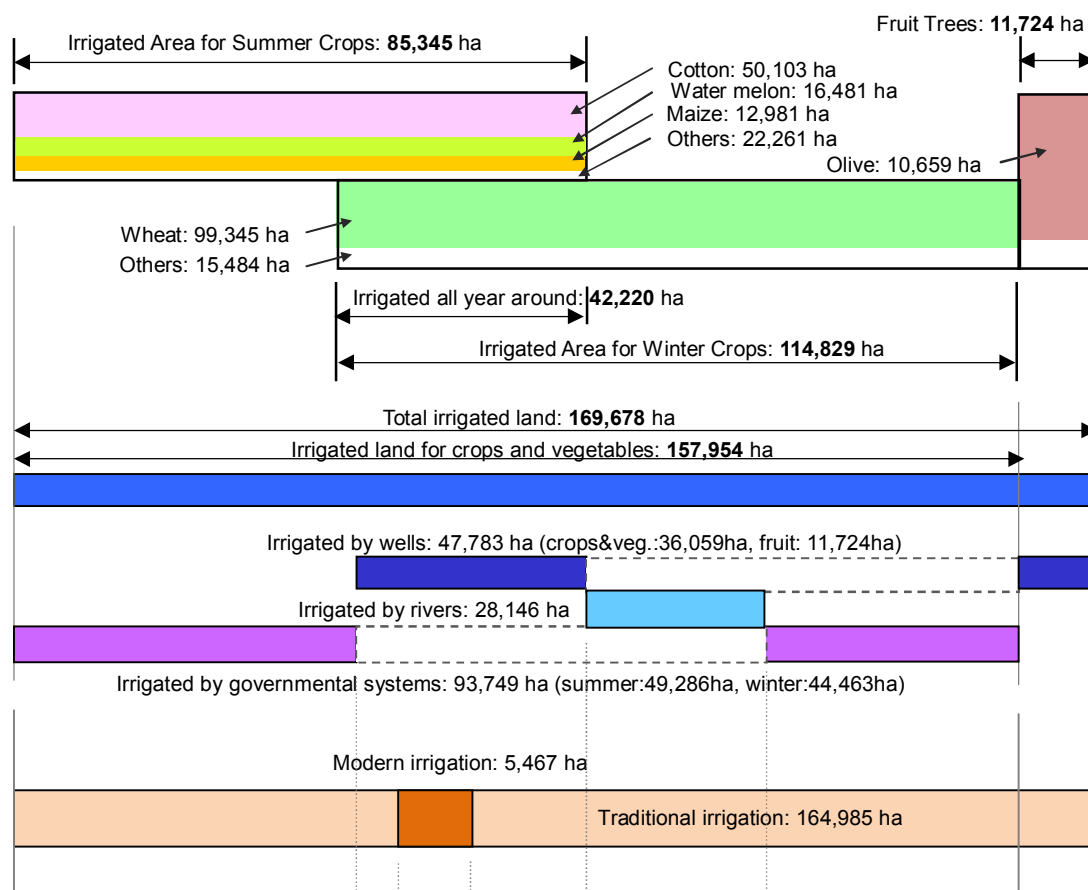 Fruit Trees: 11,724 ha
Irrigated Area for Summer Crops: 85,345 ha
Cotton: 50,103 ha
Water melon: 16,481 ha
Maize: 12,981 ha
Others: 22,261 ha
Olive: 10,659 ha
Wheat: 99,345 ha
Others: 15,484 ha
Irrigated all year around: 42,220 ha
Irrigated Area for Winter Crops: 114,829 ha
Total irrigated land: 169,678 ha
Irrigated land for crops and vegetables: 157,954 ha
Irrigated by wells: 47,783 ha (crops&veg.:36,059ha, fruit: 11,724ha)
Irrigated by rivers: 28,146 ha
Irrigated by governmental systems: 93,749 ha (summer:49,286ha, winter:44,463ha)
Modern irrigation: 5,467 ha
Traditional irrigation: 164,985 ha